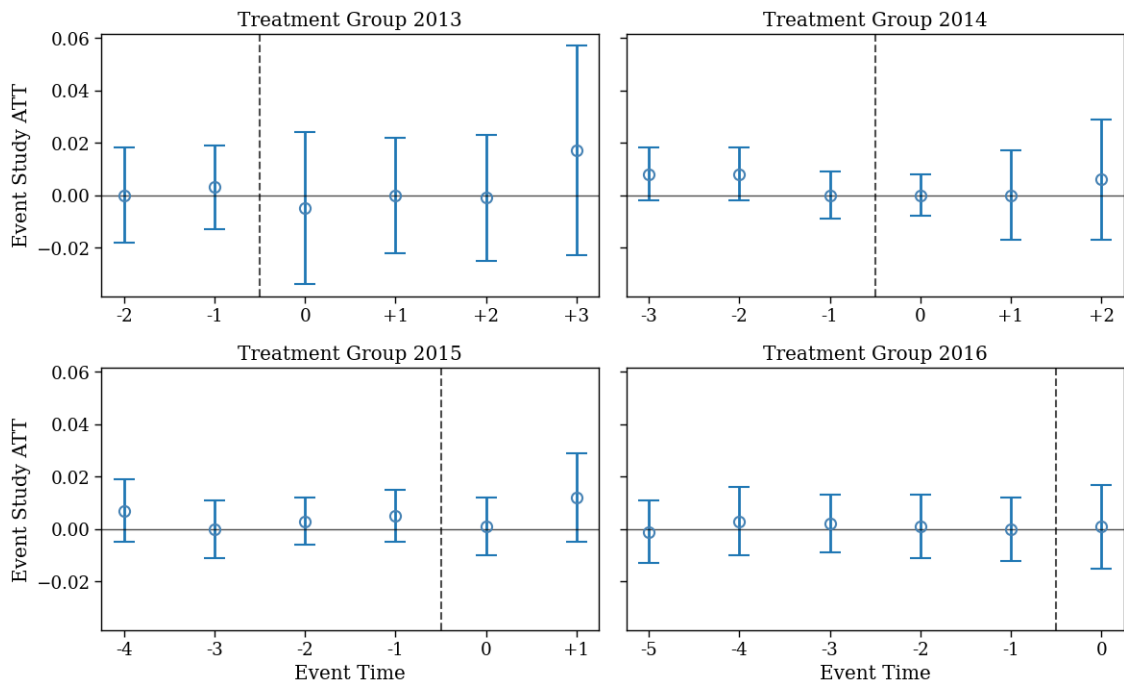 Treatment Group 2013
Treatment Group 2014
Event Study ATT
0.06
0.04
0.02
0.00
−0.02
-2 -1 0 +1 +2 +3
-3 -2 -1 0 +1 +2
Treatment Group 2015
Treatment Group 2016
Event Study ATT
0.06
0.04
0.02
0.00
−0.02
-4 -3 -2 -1 0 +1
-5 -4 -3 -2 -1 0
Event Time
Event Time